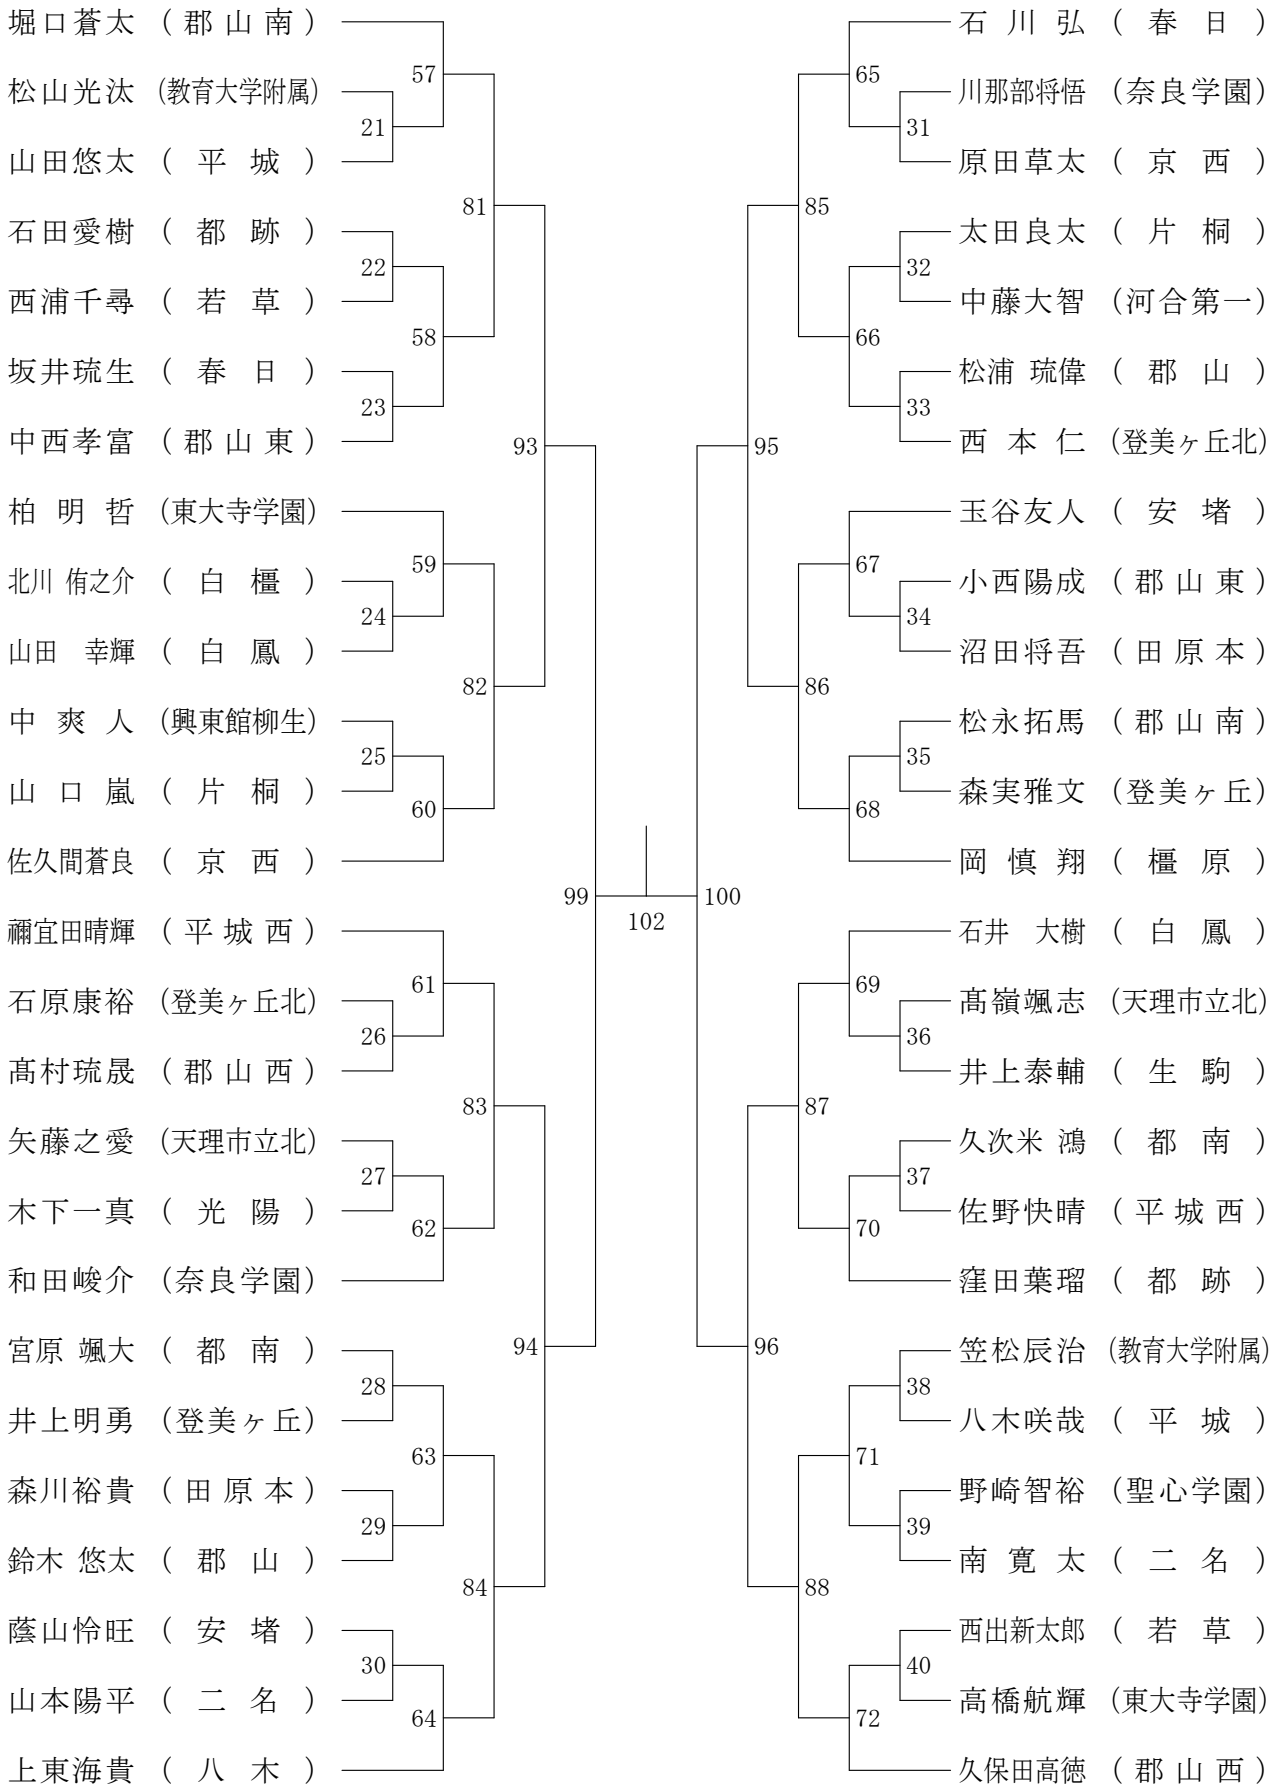 堀口蒼太 (郡山南)
57
松山光汰 (教育大学附属)
21
山田悠太 (平城)
81
石田愛樹 (都跡)
22
西浦千尋 (若草)
58
坂井琉生 (春日)
23
中西孝富 (郡山東)
93
柏明哲 (東大寺学園)
59
北川 侑之介 (白橿)
24
山田 幸輝 (白鳳)
82
中爽人 (興東館柳生)
25
山口嵐 (片桐)
60
佐久間蒼良 (京西)
99
禰宜田晴輝 (平城西)
61
石原康裕 (登美ヶ丘北)
26
髙村琉晟 (郡山西)
83
矢藤之愛 (天理市立北)
27
木下一真 (光陽)
62
和田峻介 (奈良学園)
94
宮原 颯大 (都南)
28
井上明勇 (登美ヶ丘)
63
森川裕貴 (田原本)
29
鈴木 悠太 (郡山)
84
蔭山怜旺 (安堵)
30
山本陽平 (二名)
64
上東海貴 (八木)
102
石川弘 (春日)
65
川那部将悟 (奈良学園)
31
原田草太 (京西)
85
太田良太 (片桐)
32
中藤大智 (河合第一)
66
松浦 琉偉 (郡山)
33
西本仁 (登美ヶ丘北)
95
玉谷友人 (安堵)
67
小西陽成 (郡山東)
34
沼田将吾 (田原本)
86
松永拓馬 (郡山南)
35
森実雅文 (登美ヶ丘)
68
岡慎翔 (橿原)
100
石井 大樹 (白鳳)
69
髙嶺颯志 (天理市立北)
36
井上泰輔 (生駒)
87
久次米 鴻 (都南)
37
佐野快晴 (平城西)
70
窪田葉瑠 (都跡)
96
笠松辰治 (教育大学附属)
38
八木咲哉 (平城)
71
野崎智裕 (聖心学園)
39
南寛太 (二名)
88
西出新太郎 (若草)
40
高橋航輝 (東大寺学園)
72
久保田高徳 (郡山西)